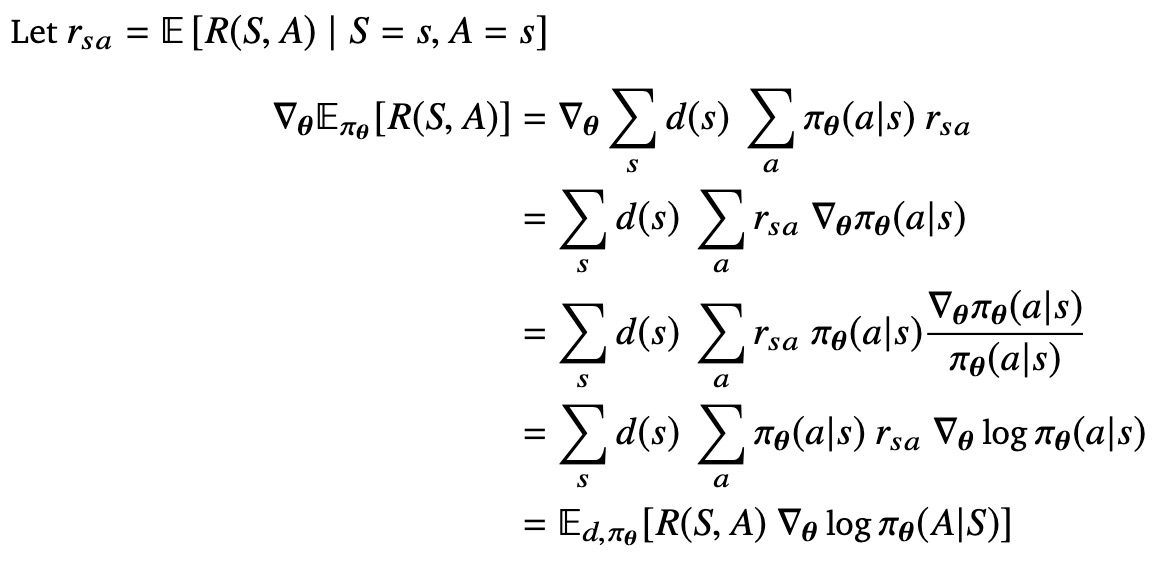 Let r_{sa} = 𝔼 [R(S, A) | S = s, A = s]
∇_θ 𝔼_{π_θ}[R(S, A)] = ∇_θ ∑_s d(s) ∑_a π_θ(a|s) r_{sa}
= ∑_s d(s) ∑_a r_{sa} ∇_θ π_θ(a|s)
= ∑_s d(s) ∑_a r_{sa} π_θ(a|s) \frac{∇_θ π_θ(a|s)}{π_θ(a|s)}
= ∑_s d(s) ∑_a π_θ(a|s) r_{sa} ∇_θ log π_θ(a|s)
= 𝔼_{d,π_θ}[R(S, A) ∇_θ log π_θ(A|S)]